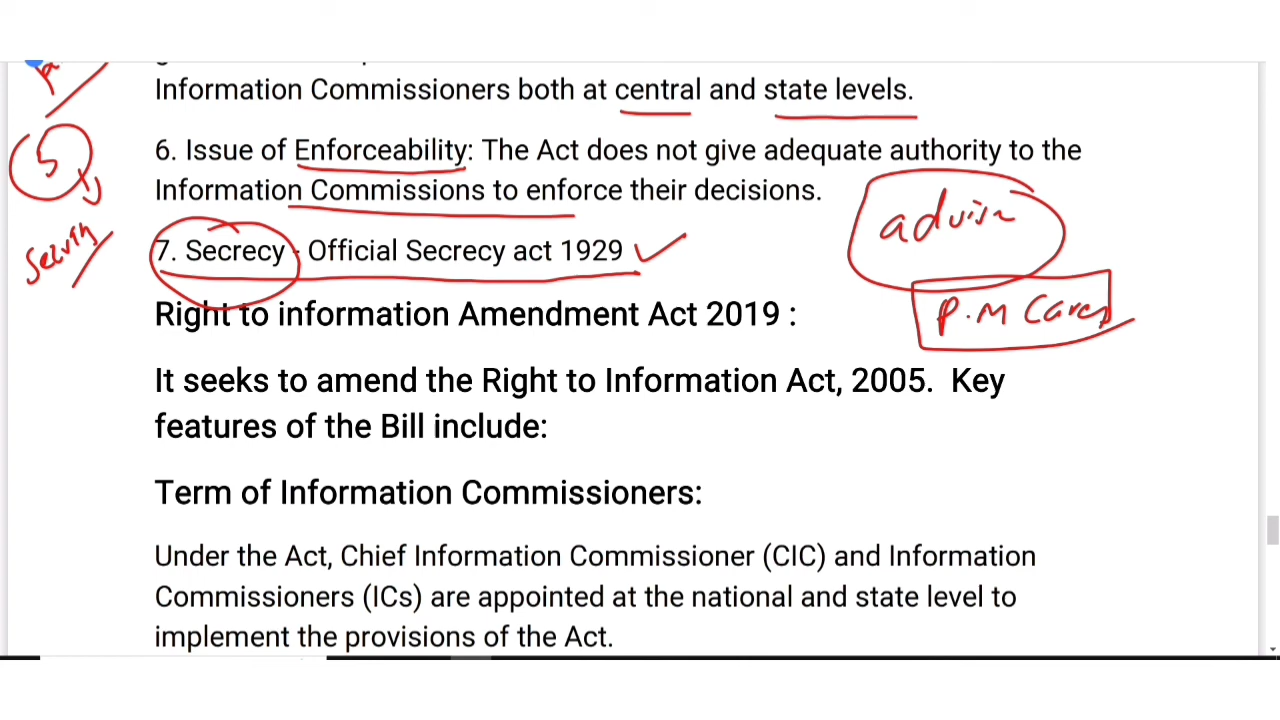 Information Commissioners both at central and state levels.
6. Issue of Enforceability: The Act does not give adequate authority to the
Information Commissions to enforce their decisions.
advisr
7. Secrecy - Official Secrecy act 1929
P.M Cares
Right to information Amendment Act 2019 :
It seeks to amend the Right to Information Act, 2005. Key
features of the Bill include:
Term of Information Commissioners:
Under the Act, Chief Information Commissioner (CIC) and Information
Commissioners (ICs) are appointed at the national and state level to
implement the provisions of the Act.